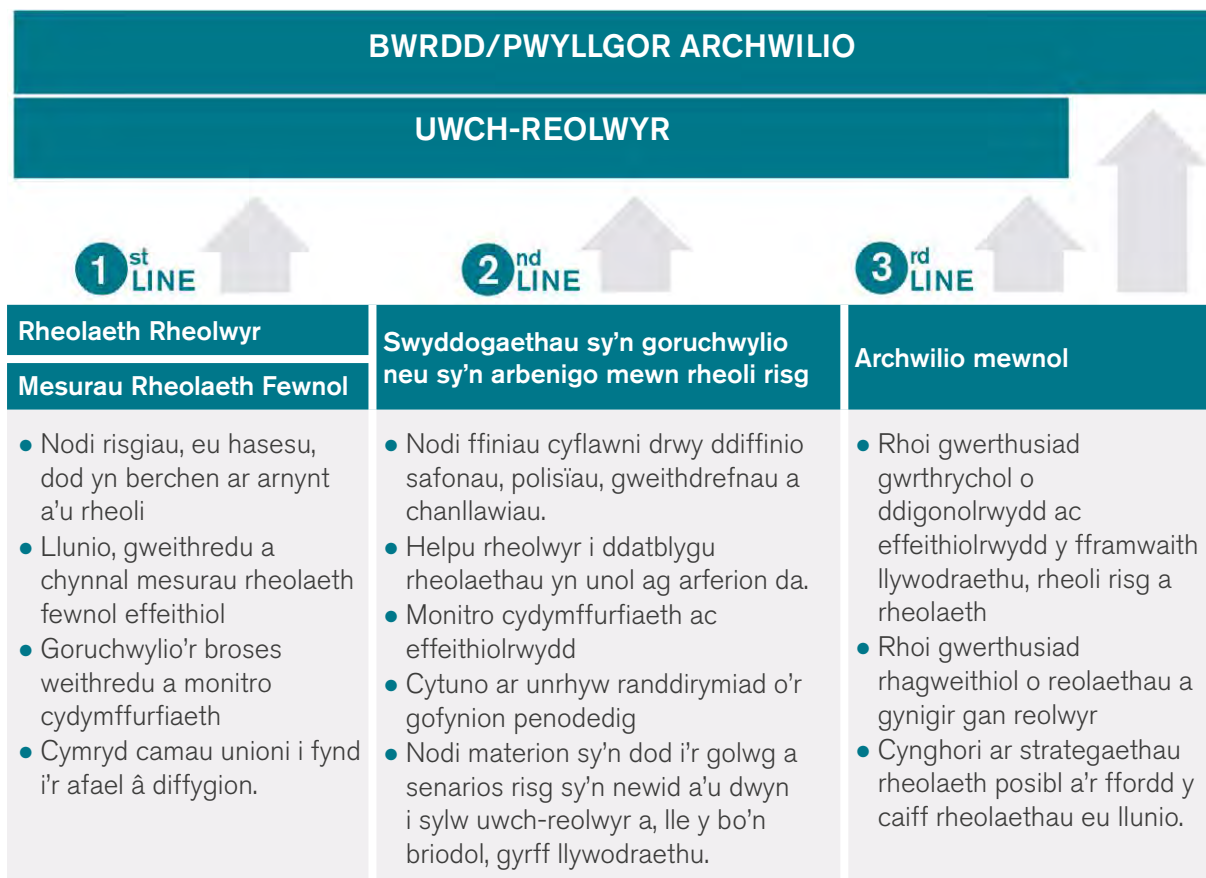 BWRDD/PWYLLGOR ARCHWILIO
UWCH-REOLWYR
1st LINE
2nd LINE
3rd LINE
Rheolaeth Rheolwyr
Mesurau Rheolaeth Fewnol
• Nodi risgiau, eu hasesu,
dod yn berchen ar arnynt
a'u rheoli
• Llunio, gweithredu a
chynnal mesurau rheolaeth
fewnol effeithiol
• Goruchwylio'r broses
weithredu a monitro
cydymffurfiaeth
• Cymryd camau unioni i fynd
i'r afael â diffygion.
Swyddogaethau sy'n goruchwylio
neu sy'n arbenigo mewn rheoli risg
• Nodi ffiniau cyflawni drwy ddiffinio
safonau, polisïau, gweithdrefnau a
chanllawiau.
• Helpu rheolwyr i ddatblygu
rheolaethau yn unol ag arferion da.
• Monitro cydymffurfiaeth ac
effeithiolrwydd
• Cytuno ar unrhyw randdirymiad o'r
gofynion penodedig
• Nodi materion sy'n dod i'r golwg a
senarios risg sy'n newid a'u dwyn
i sylw uwch-reolwyr a, lle y bo'n
briodol, gyrff llywodraethu.
Archwilio mewnol
• Rhoi gwerthusiad
gwrthrychol o
ddigonolrwydd ac
effeithiolrwydd y fframwaith
llywodraethu, rheoli risg a
rheolaeth
• Rhoi gwerthusiad
rhagweithiol o reolaethau a
gynigir gan reolwyr
• Cynghori ar strategaethau
rheolaeth posibl a'r ffordd y
caiff rheolaethau eu llunio.